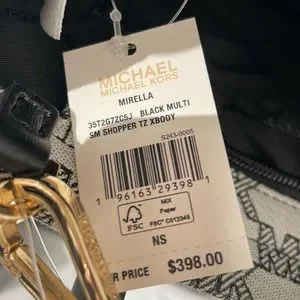 MICHAEL
MICHAEL KORS
MIRELLA
35T2G7ZC5J BLACK MULTI
SM SHOPPER TZ XBODY
S243-0005
1 96163 29398 1
FSC
MIX
Paper
FSC® C012345
NS
R PRICE $398.00